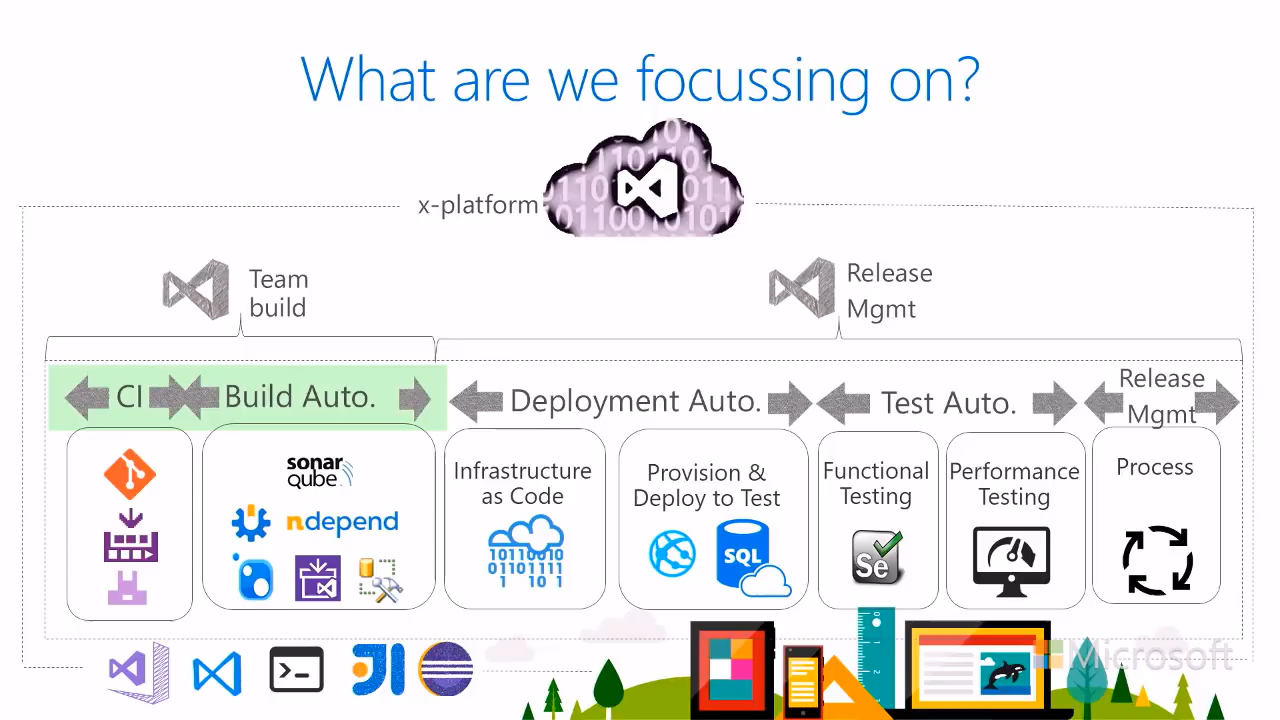 What are we focussing on?
x-platform
Team
build
Release
Mgmt
CI
Build Auto.
Deployment Auto.
Test Auto.
Release
Mgmt
sonar
qube
ndepend
Infrastructure
as Code
Provision &
Deploy to Test
SQL
Functional
Testing
Se
Performance
Testing
Process
Microsoft